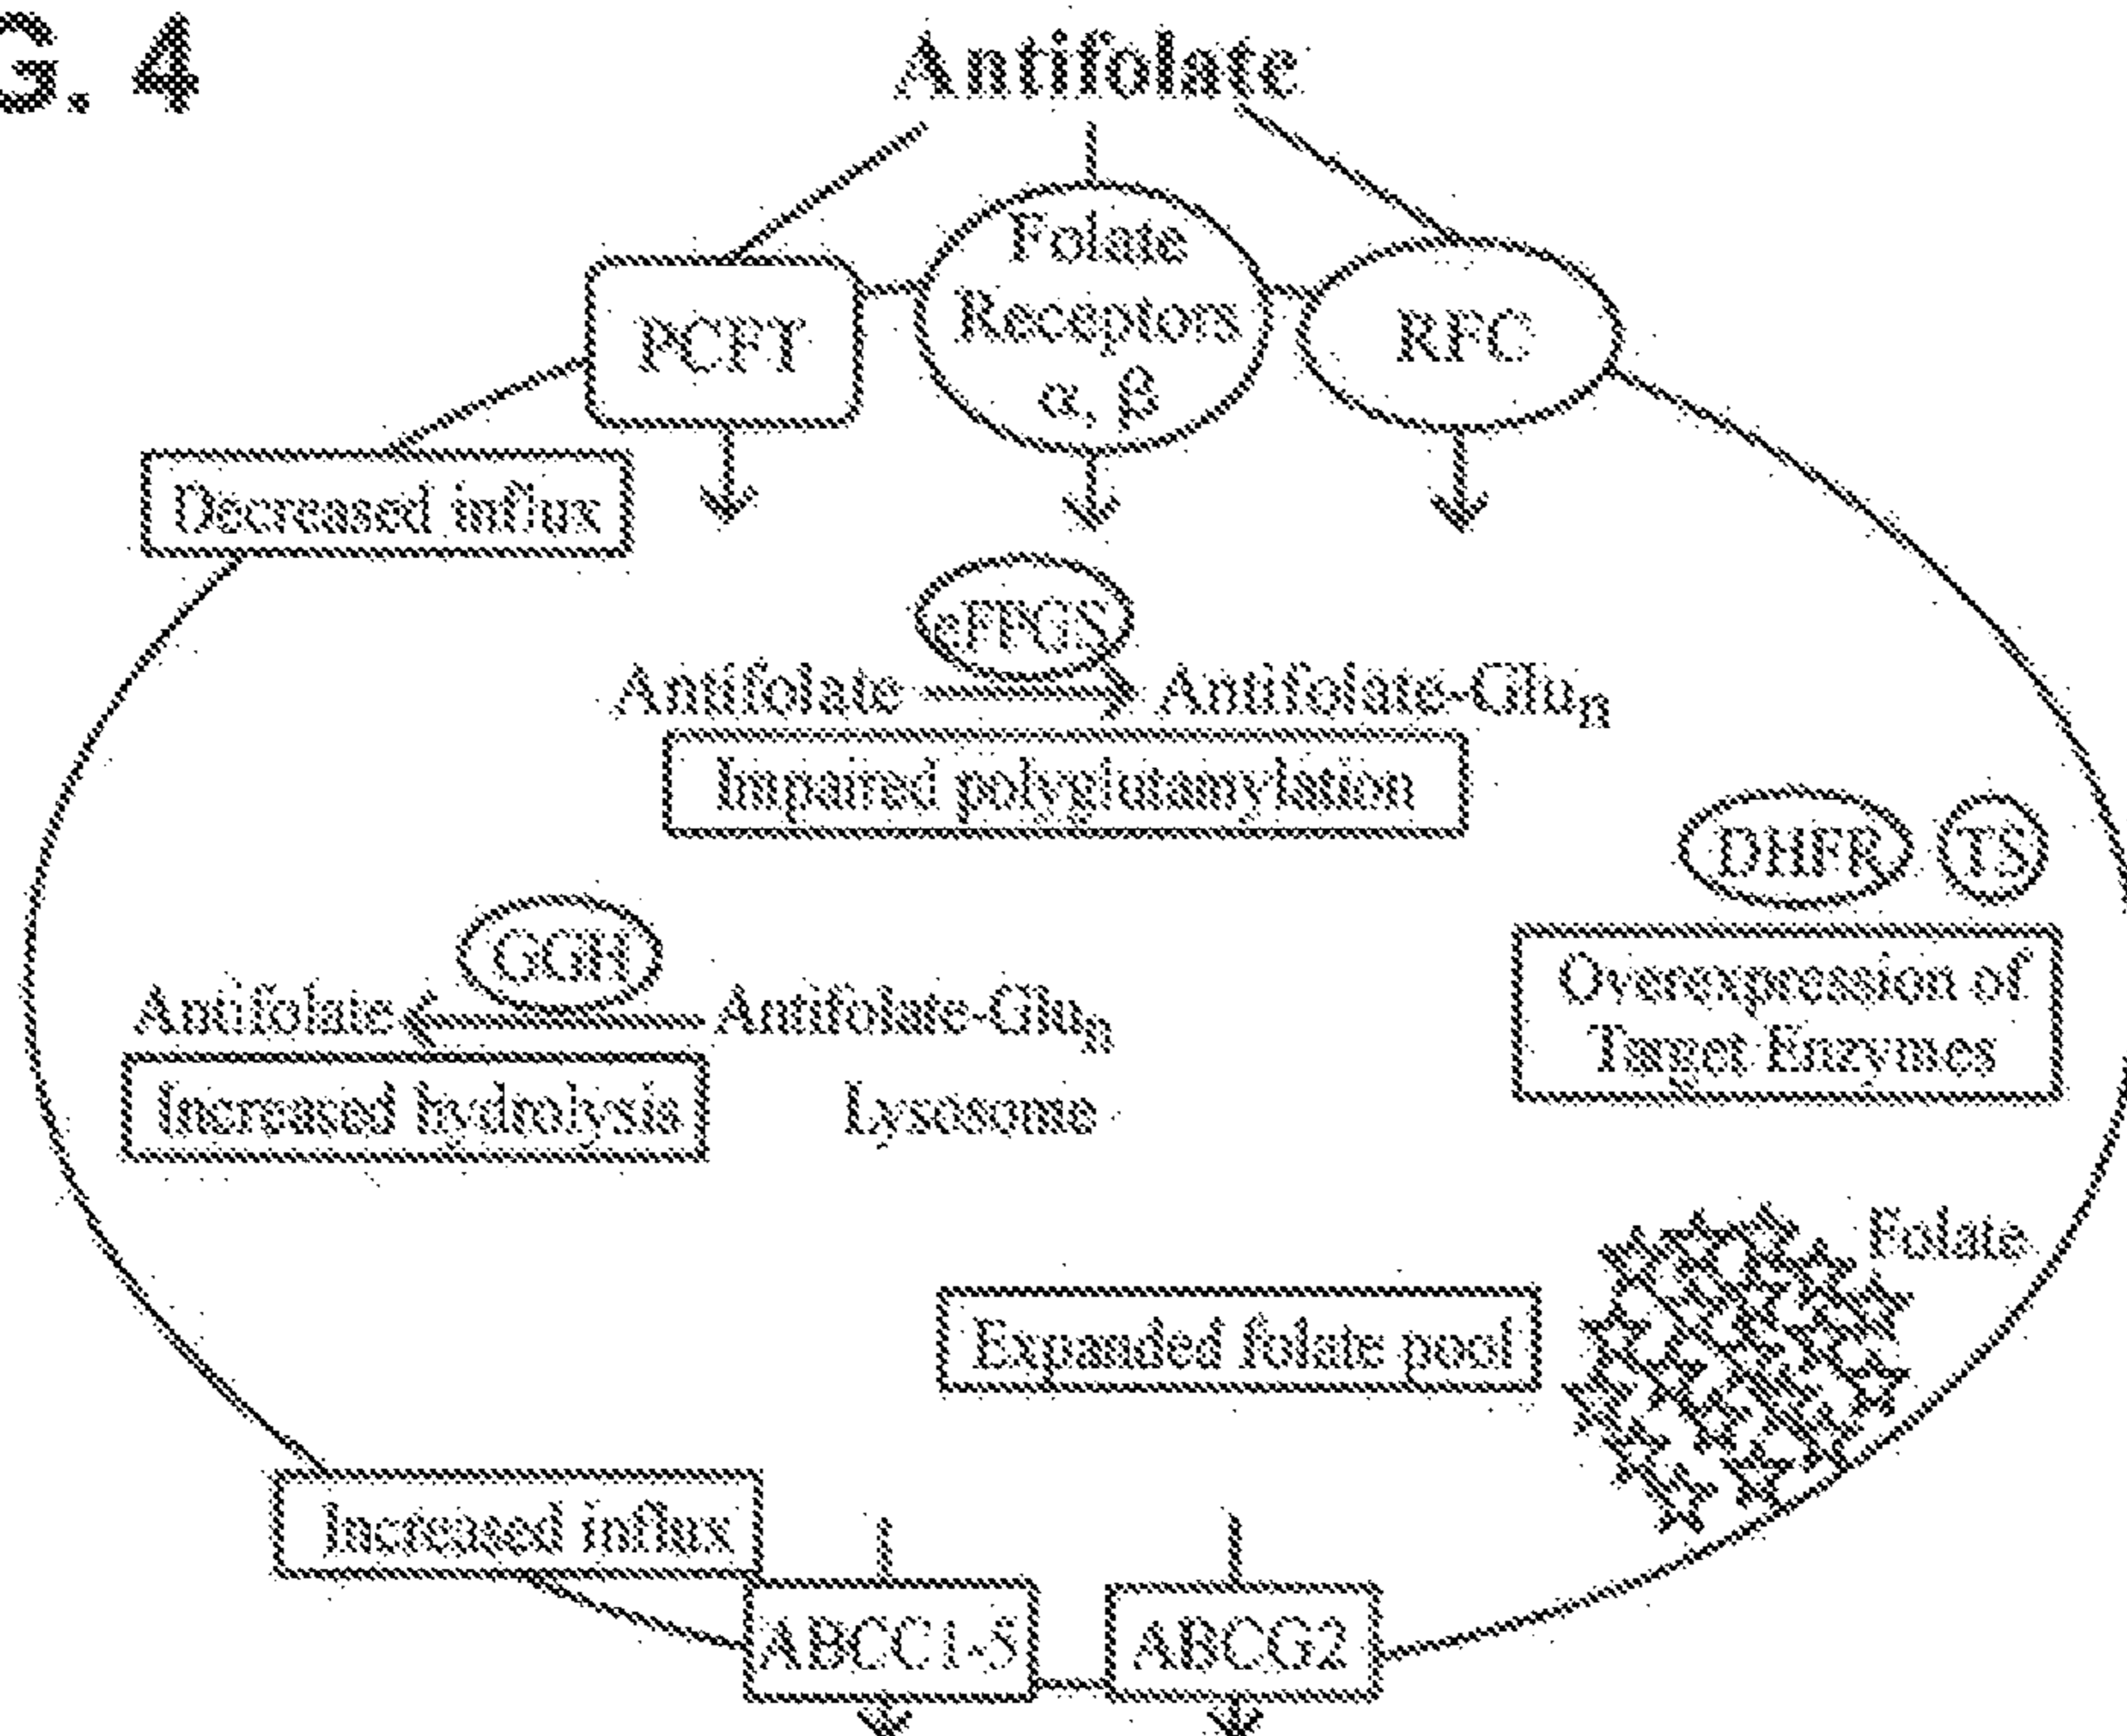 G. 4
Antifolate
PCFT
Folate
Receptors
α, β
RFC
Decreased influx
eFPGS
Antifolate
Antifolate-Glun
Impaired polyglutamylation
DHFR
TS
Overexpression of
Target Enzymes
GGH
Antifolate
Antifolate-Glun
Increased hydrolysis
Lysosome
Folate
Expanded folate pool
Increased influx
ABCC1-5
ABCG2